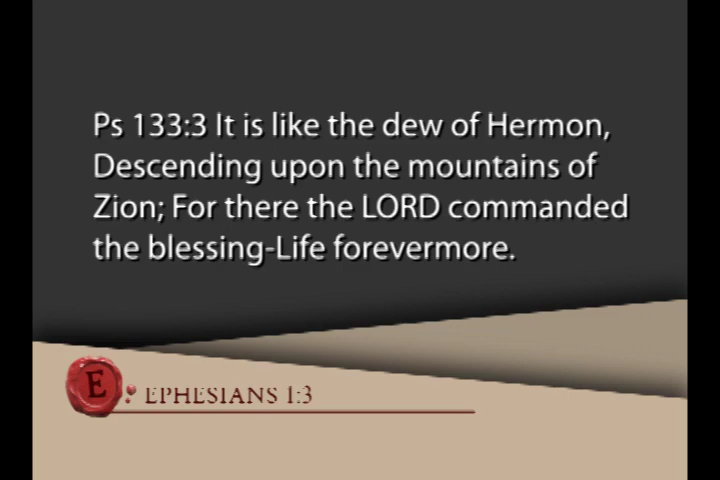 Ps 133:3 It is like the dew of Hermon,
Descending upon the mountains of
Zion; For there the LORD commanded
the blessing-Life forevermore.
E
EPHESIANS 1:3